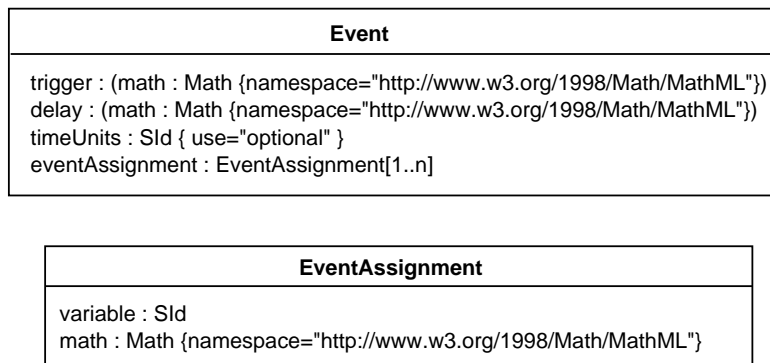 Event
trigger : (math : Math {namespace="http://www.w3.org/1998/Math/MathML"})
delay : (math : Math {namespace="http://www.w3.org/1998/Math/MathML"})
timeUnits : SId { use="optional" }
eventAssignment : EventAssignment[1..n]
EventAssignment
variable : SId
math : Math {namespace="http://www.w3.org/1998/Math/MathML"}